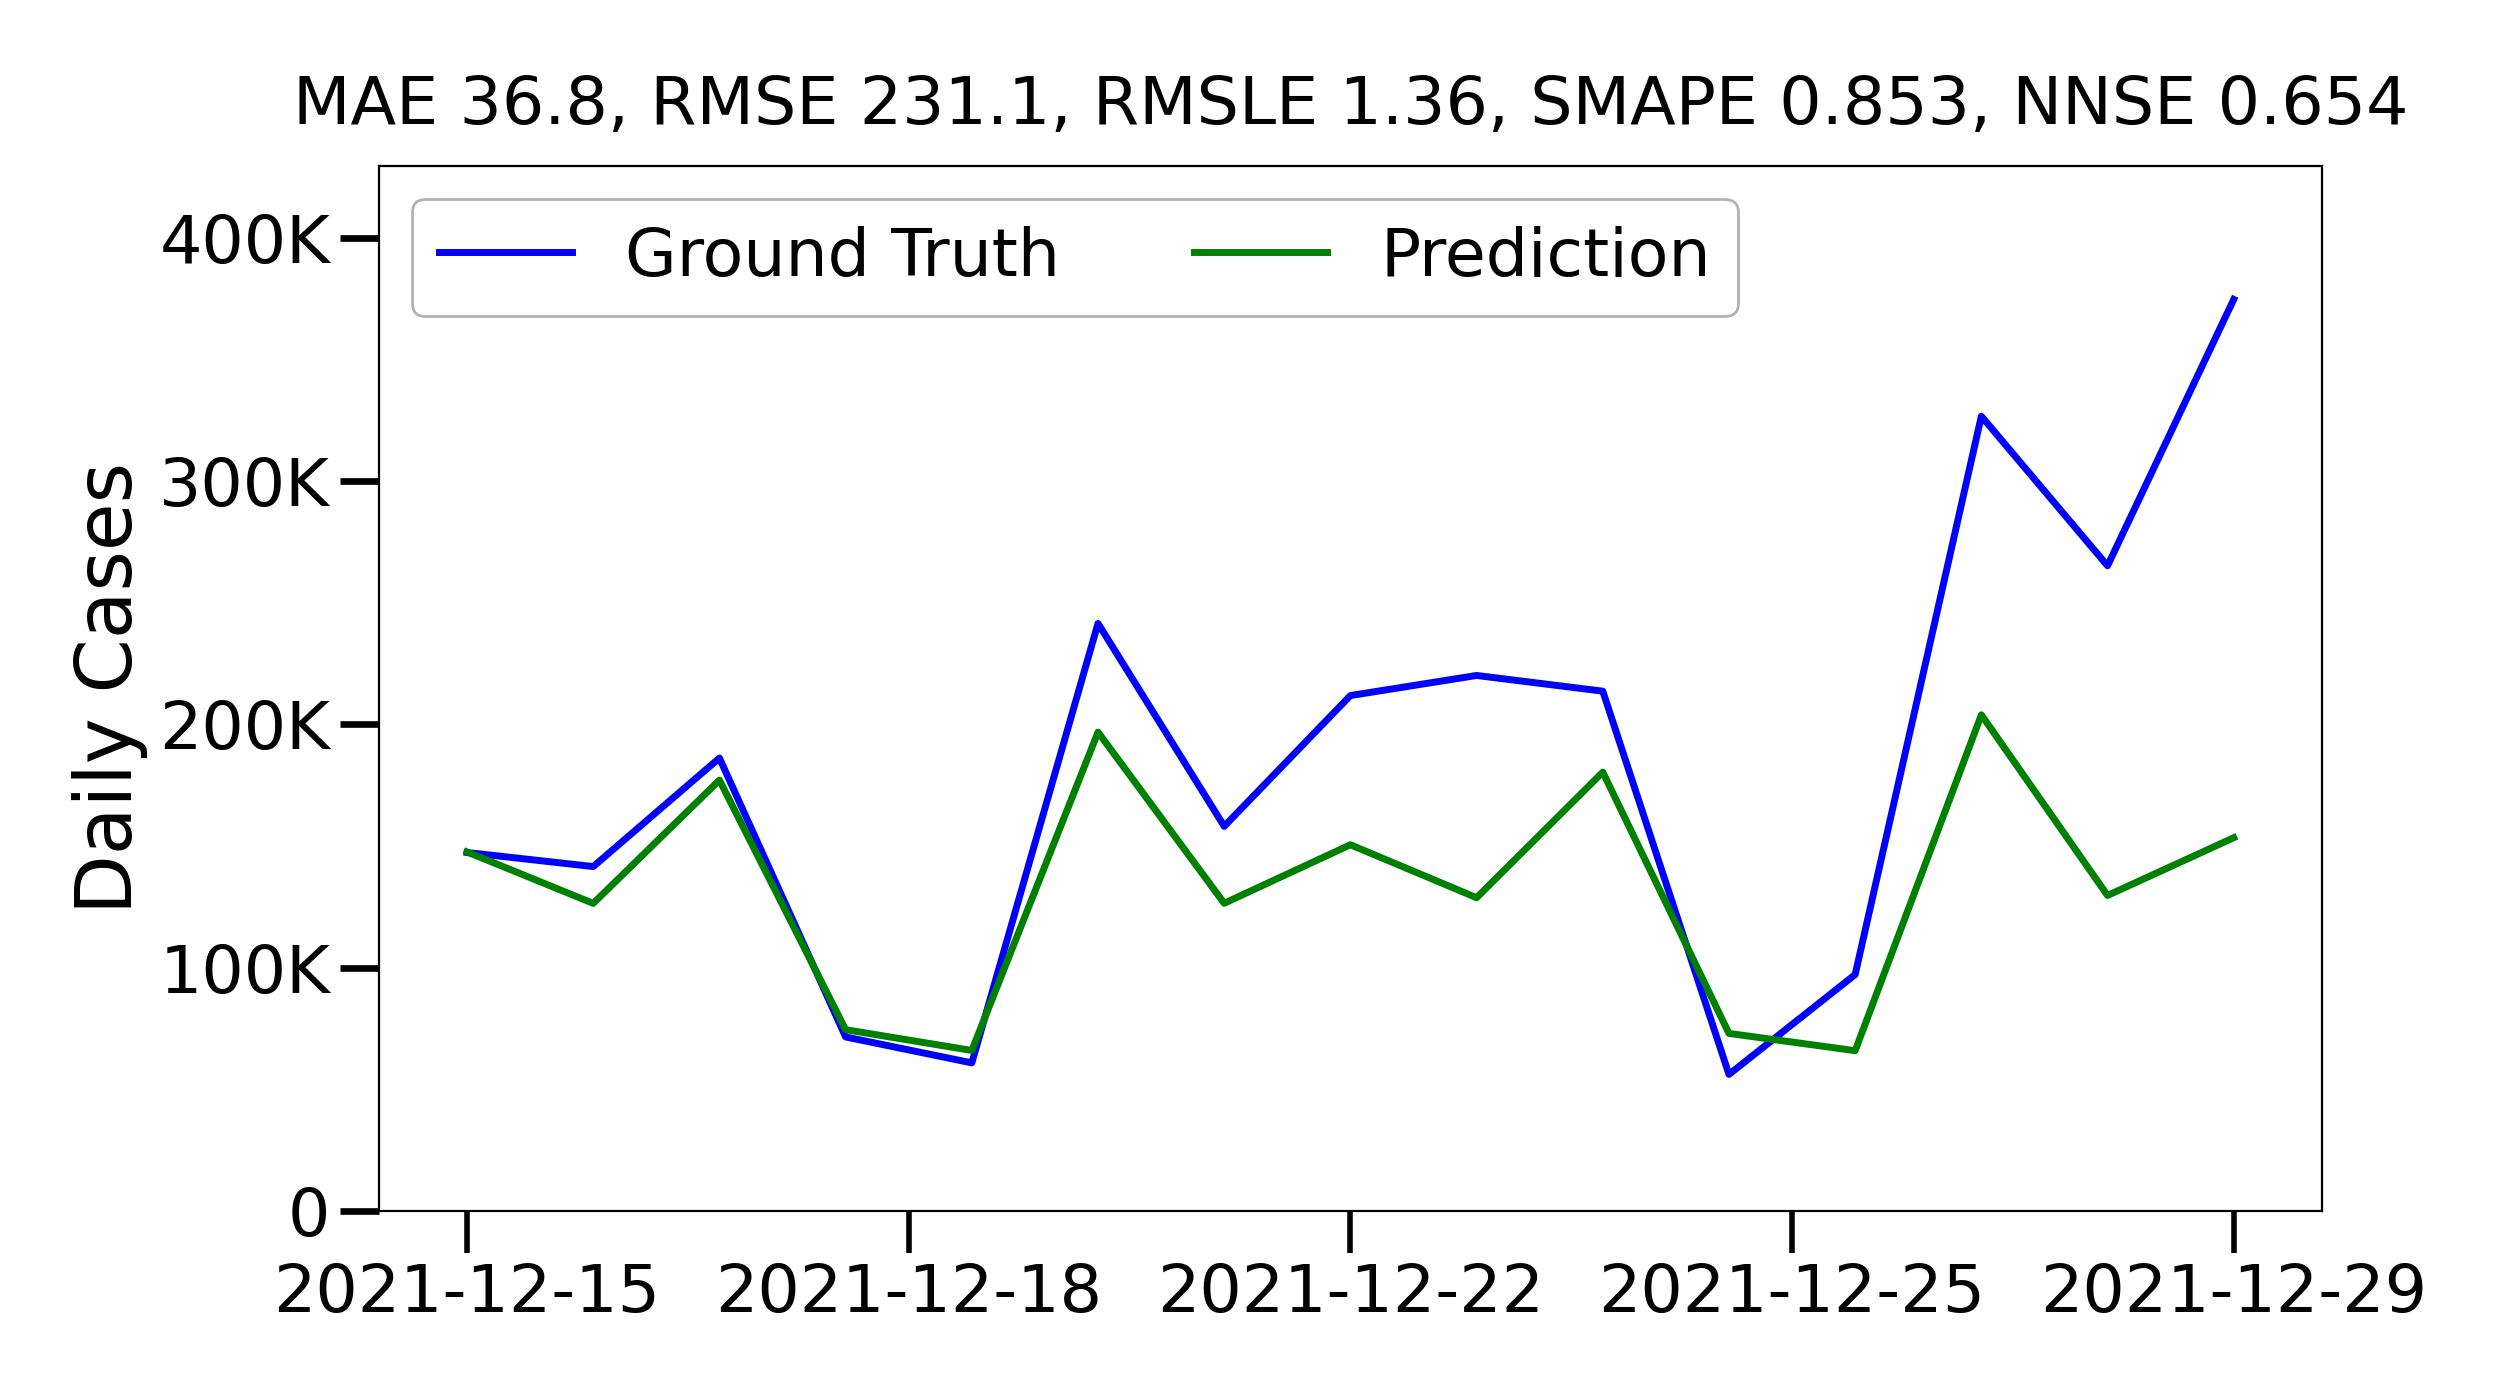 MAE 36.8, RMSE 231.1, RMSLE 1.36, SMAPE 0.853, NNSE 0.654
Ground Truth Prediction
400K
300K
200K
100K
0
Daily Cases
2021-12-15 2021-12-18 2021-12-22 2021-12-25 2021-12-29